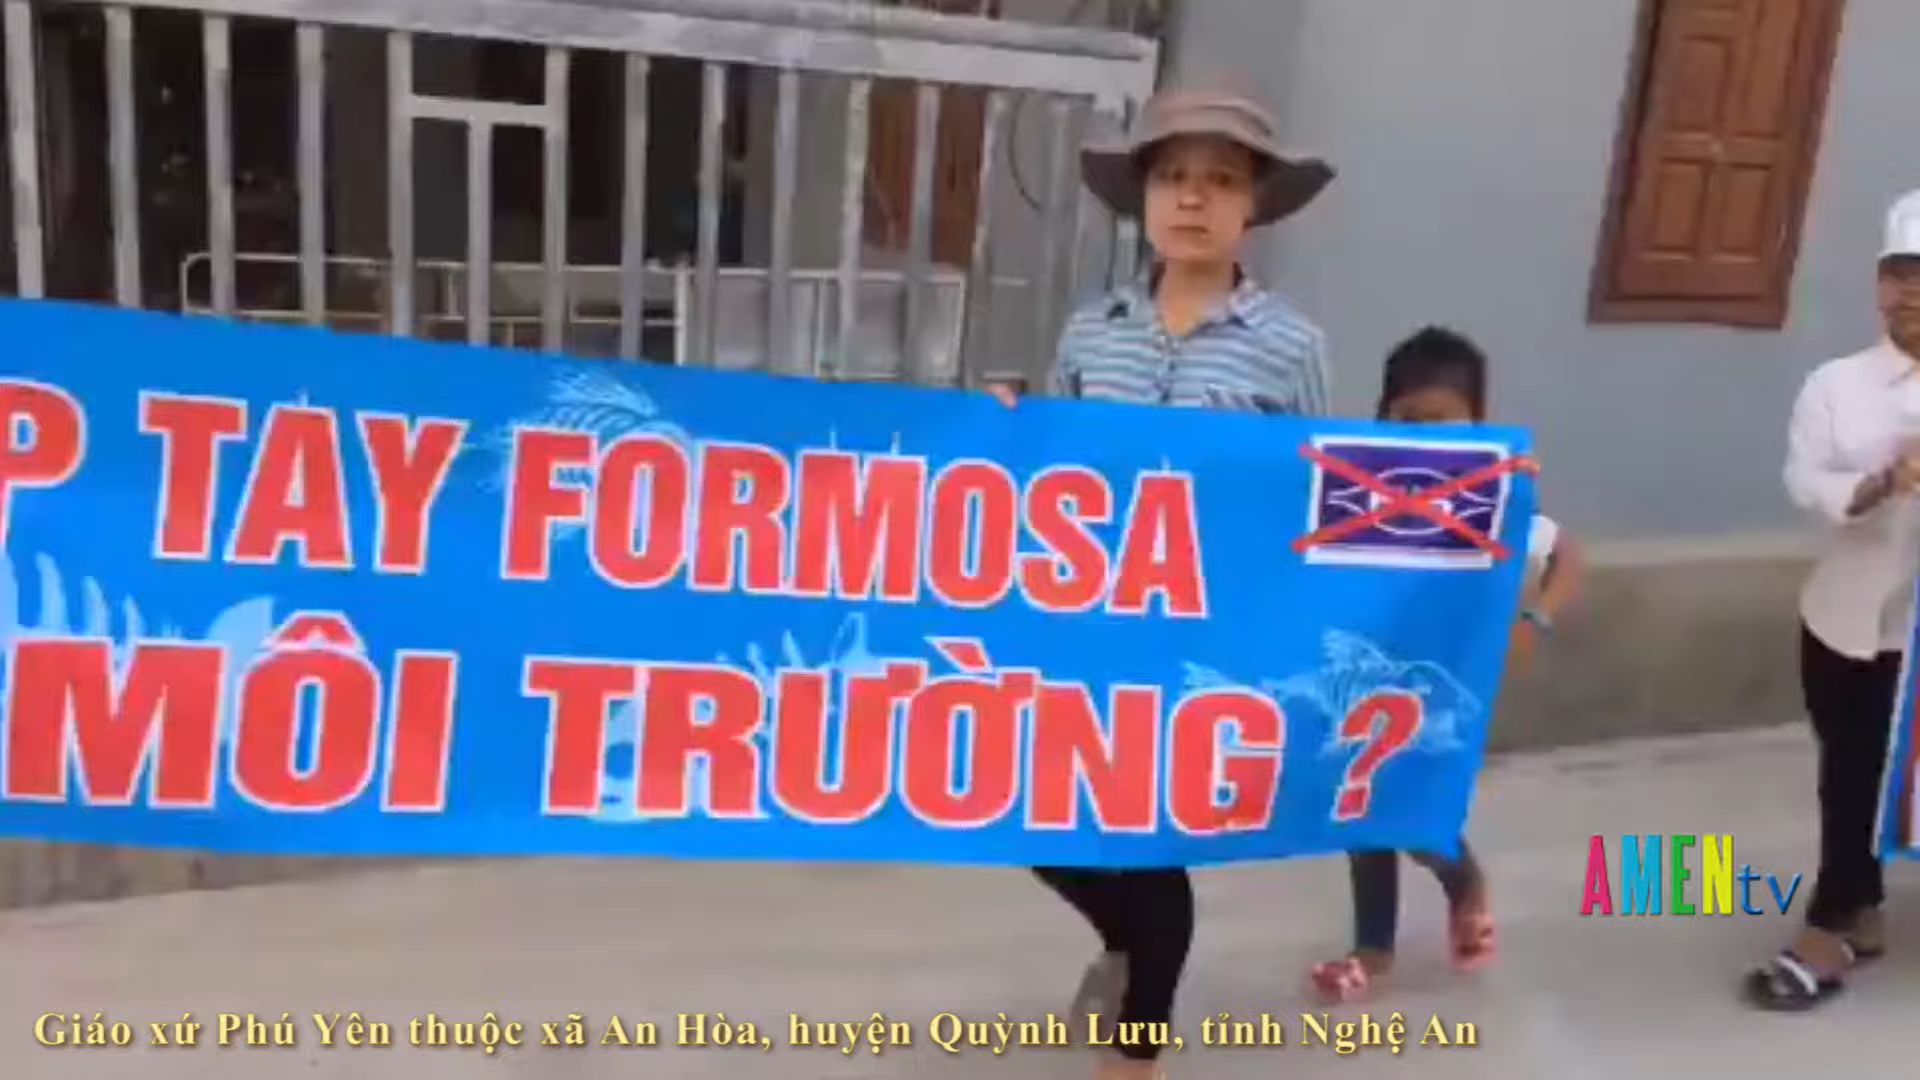 P TAY FORMOSA
MÔI TRƯỜNG ?
AMENtv
Giáo xứ Phú Yên thuộc xã An Hòa, huyện Quỳnh Lưu, tỉnh Nghệ An